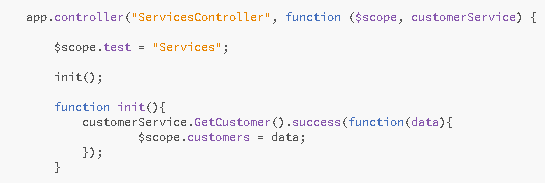 app.controller("ServicesController", function ($scope, customerService) {
$scope.test = "Services";
init();
function init(){
customerService.GetCustomer().success(function(data){
$scope.customers = data;
});
}